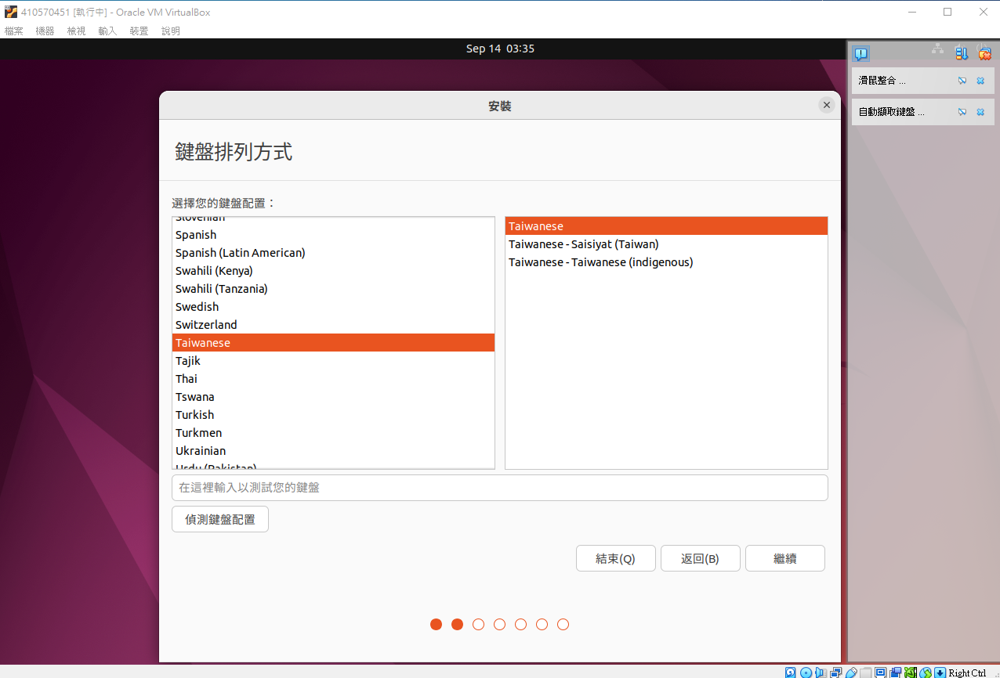 410570451 [執行中] - Oracle VM VirtualBox
檔案 機器 檢視 輸入 裝置 說明
Sep 14 03:35
滑鼠整合 ...
自動擷取鍵盤 ...
安裝
鍵盤排列方式
選擇您的鍵盤配置：
Slovenian
Spanish
Spanish (Latin American)
Swahili (Kenya)
Swahili (Tanzania)
Swedish
Switzerland
Taiwanese
Tajik
Thai
Tswana
Turkish
Turkmen
Ukrainian
Urdu (Pakistan)
Taiwanese
Taiwanese - Saisiyat (Taiwan)
Taiwanese - Taiwanese (indigenous)
在這裡輸入以測試您的鍵盤
偵測鍵盤配置
結束(Q) 返回(B) 繼續
Right Ctrl